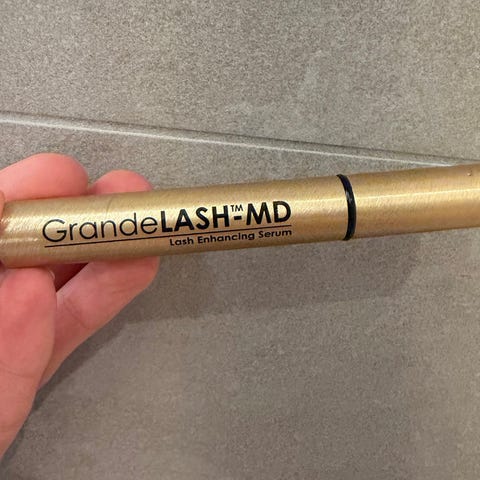 GrandeLASH™-MD
Lash Enhancing Serum